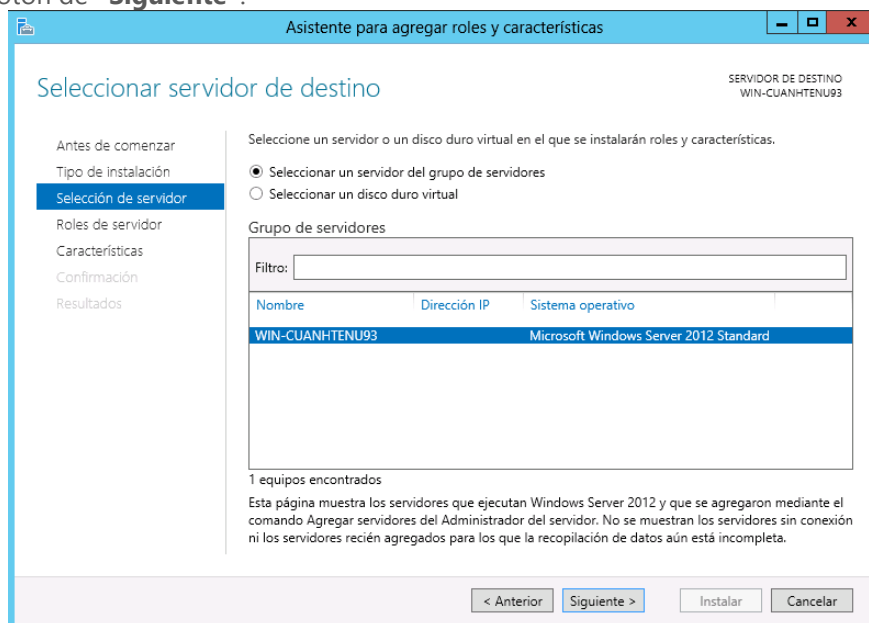 botón de "Siguiente".
Asistente para agregar roles y características
Seleccionar servidor de destino
SERVIDOR DE DESTINO
WIN-CUANHTENU93
Antes de comenzar
Tipo de instalación
Selección de servidor
Roles de servidor
Características
Confirmación
Resultados
Seleccione un servidor o un disco duro virtual en el que se instalarán roles y características.
Seleccionar un servidor del grupo de servidores
Seleccionar un disco duro virtual
Grupo de servidores
Filtro:
Nombre Dirección IP Sistema operativo
WIN-CUANHTENU93 Microsoft Windows Server 2012 Standard
1 equipos encontrados
Esta página muestra los servidores que ejecutan Windows Server 2012 y que se agregaron mediante el
comando Agregar servidores del Administrador del servidor. No se muestran los servidores sin conexión
ni los servidores recién agregados para los que la recopilación de datos aún está incompleta.
< Anterior Siguiente > Instalar Cancelar